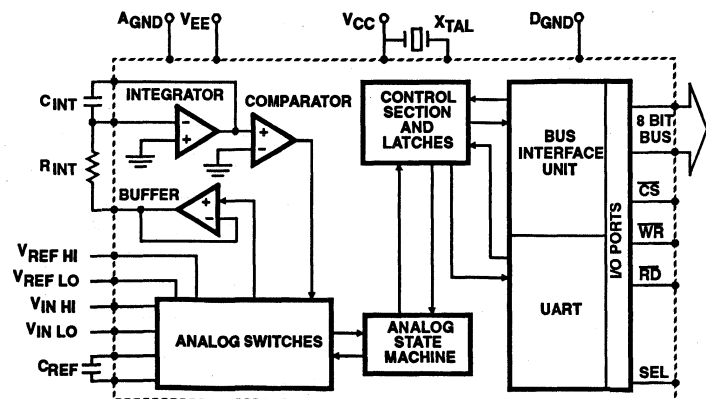 AGND VEE VCC XTAL DGND
CINT
INTEGRATOR
COMPARATOR
RINT
BUFFER
CONTROL
SECTION
AND
LATCHES
BUS
INTERFACE
UNIT
I/O PORTS
8 BIT
BUS
CS
WR
RD
SEL
UART
VREF HI
VREF LO
VIN HI
VIN LO
CREF
ANALOG SWITCHES
ANALOG
STATE
MACHINE